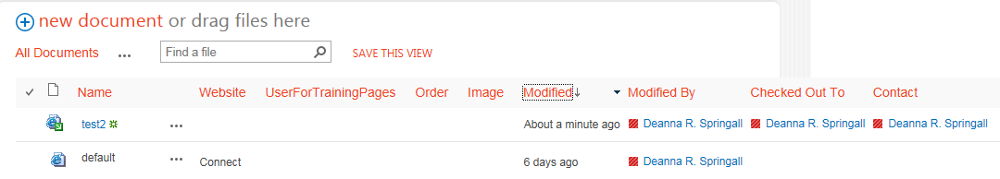 new document or drag files here
All Documents ... Find a file SAVE THIS VIEW
Name Website UserForTrainingPages Order Image Modified Modified By Checked Out To Contact
test2 ... About a minute ago Deanna R. Springall Deanna R. Springall Deanna R. Springall
default ... Connect 6 days ago Deanna R. Springall